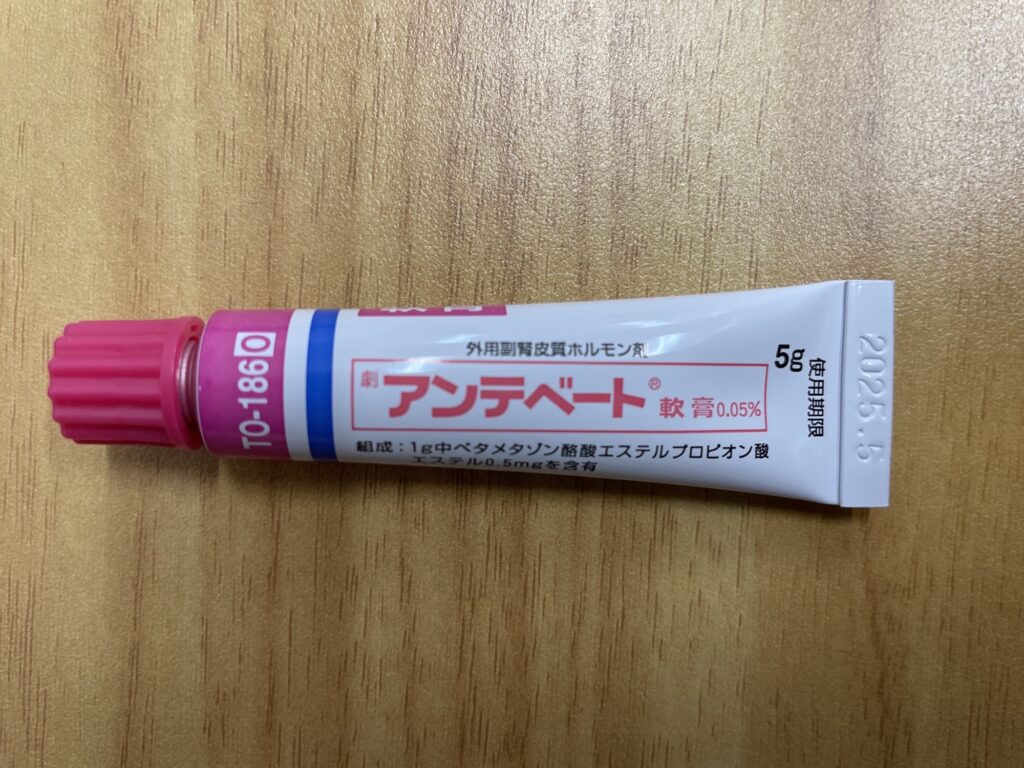 外用副腎皮質ホルモン剤
劇 アンテベート® 軟膏0.05%
組成：1g中ベタメタゾン酪酸エステルプロピオン酸
エステル0.5mgを含有
TO-186O
5g
使用期限
2025.5